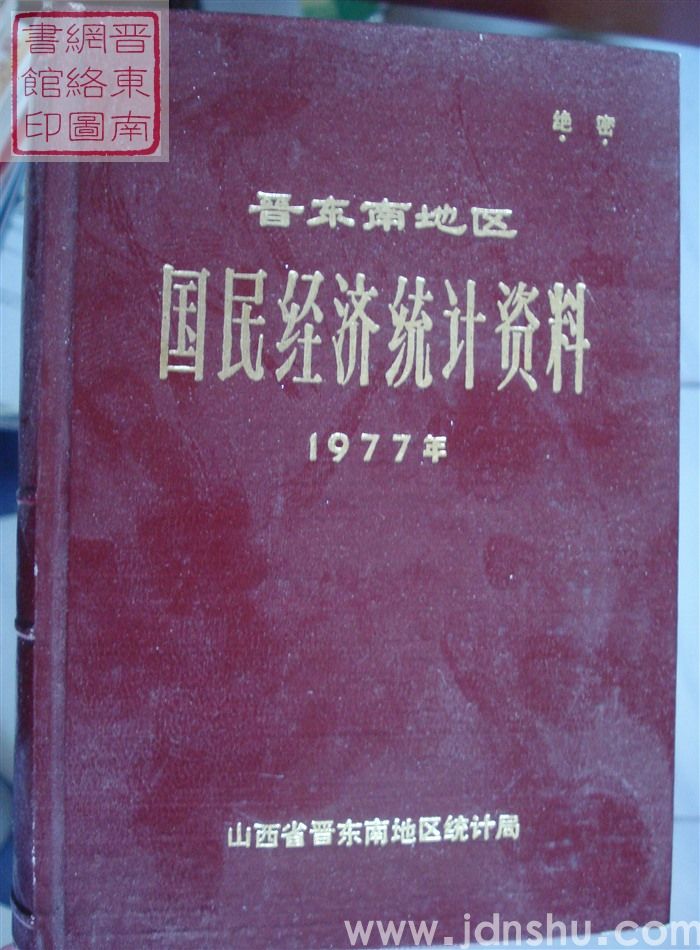 晋東南
網絡圖
書館印
绝密
晋东南地区
国民经济统计资料
1977年
山西省晋东南地区统计局
www.jdnshu.com